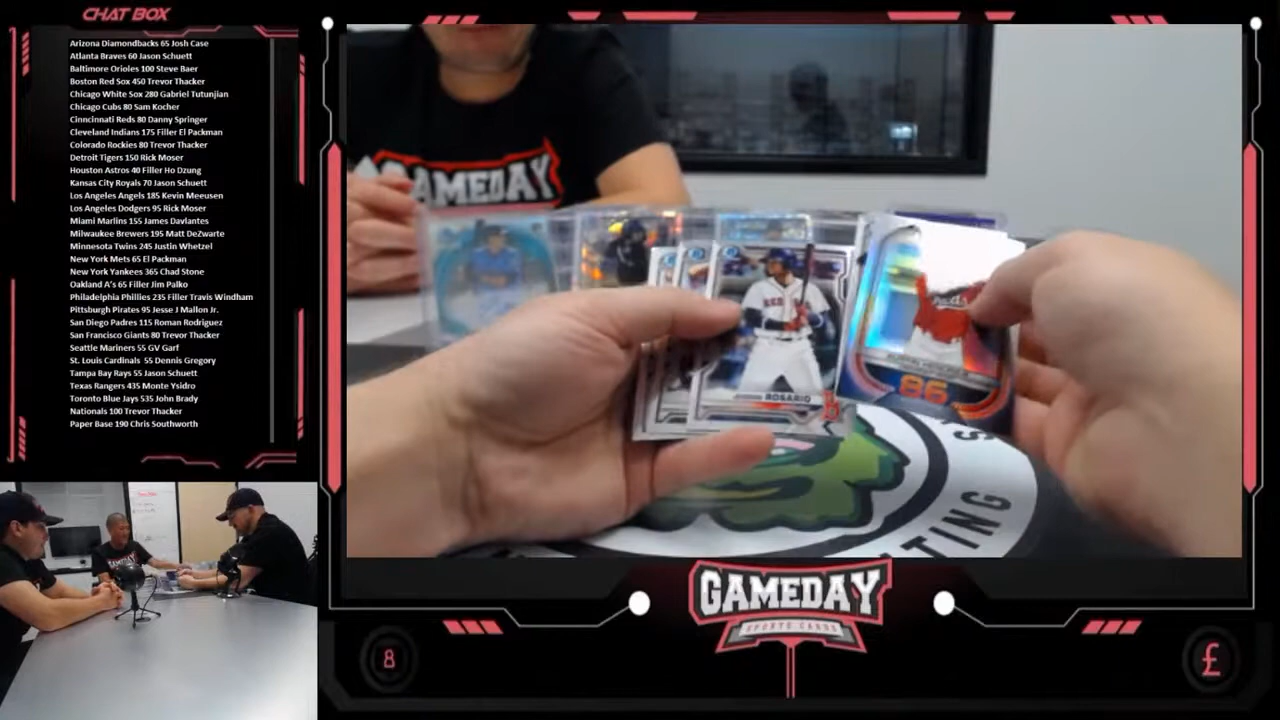 CHAT BOX
Arizona Diamondbacks 65 Josh Case
Atlanta Braves 60 Jason Schuett
Baltimore Orioles 100 Steve Baer
Boston Red Sox 450 Trevor Thacker
Chicago White Sox 280 Gabriel Tutunjian
Chicago Cubs 80 Sam Kocher
Cinncinnati Reds 80 Danny Springer
Cleveland Indians 175 Filler El Packman
Colorado Rockies 80 Trevor Thacker
Detroit Tigers 150 Rick Moser
Houston Astros 40 Filler Ho Dzung
Kansas City Royals 70 Jason Schuett
Los Angeles Angels 185 Kevin Meeusen
Los Angeles Dodgers 95 Rick Moser
Miami Marlins 155 James Davlantes
Milwaukee Brewers 195 Matt DeZwarte
Minnesota Twins 245 Justin Whetzel
New York Mets 65 El Packman
New York Yankees 365 Chad Stone
Oakland A's 65 Filler Jim Palko
Philadelphia Phillies 235 Filler Travis Windham
Pittsburgh Pirates 95 Jesse J Mallon Jr.
San Diego Padres 115 Roman Rodriguez
San Francisco Giants 80 Trevor Thacker
Seattle Mariners 55 GV Garf
St. Louis Cardinals 55 Dennis Gregory
Tampa Bay Rays 55 Jason Schuett
Texas Rangers 435 Monte Ysidro
Toronto Blue Jays 535 John Brady
Nationals 100 Trevor Thacker
Paper Base 190 Chris Southworth
GAMEDAY
ROSARIO
86
TING
GAMEDAY
SPORTS CARDS
8
£